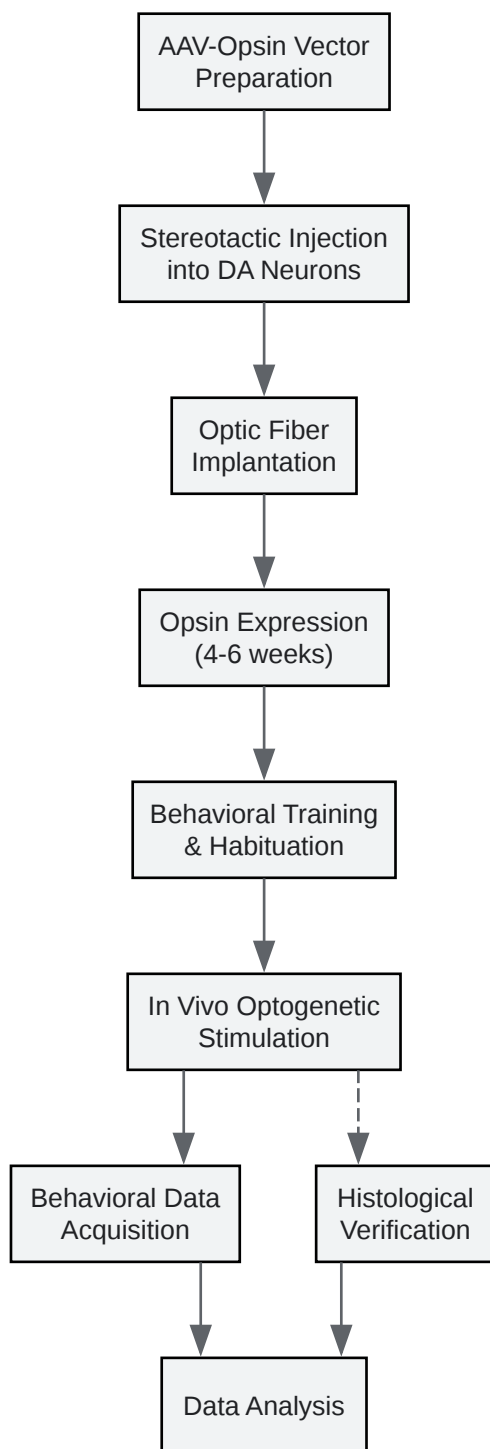 AAV-Opsin Vector
Preparation
Stereotactic Injection
into DA Neurons
Optic Fiber
Implantation
Opsin Expression
(4-6 weeks)
Behavioral Training
& Habituation
In Vivo Optogenetic
Stimulation
Behavioral Data
Acquisition
Histological
Verification
Data Analysis